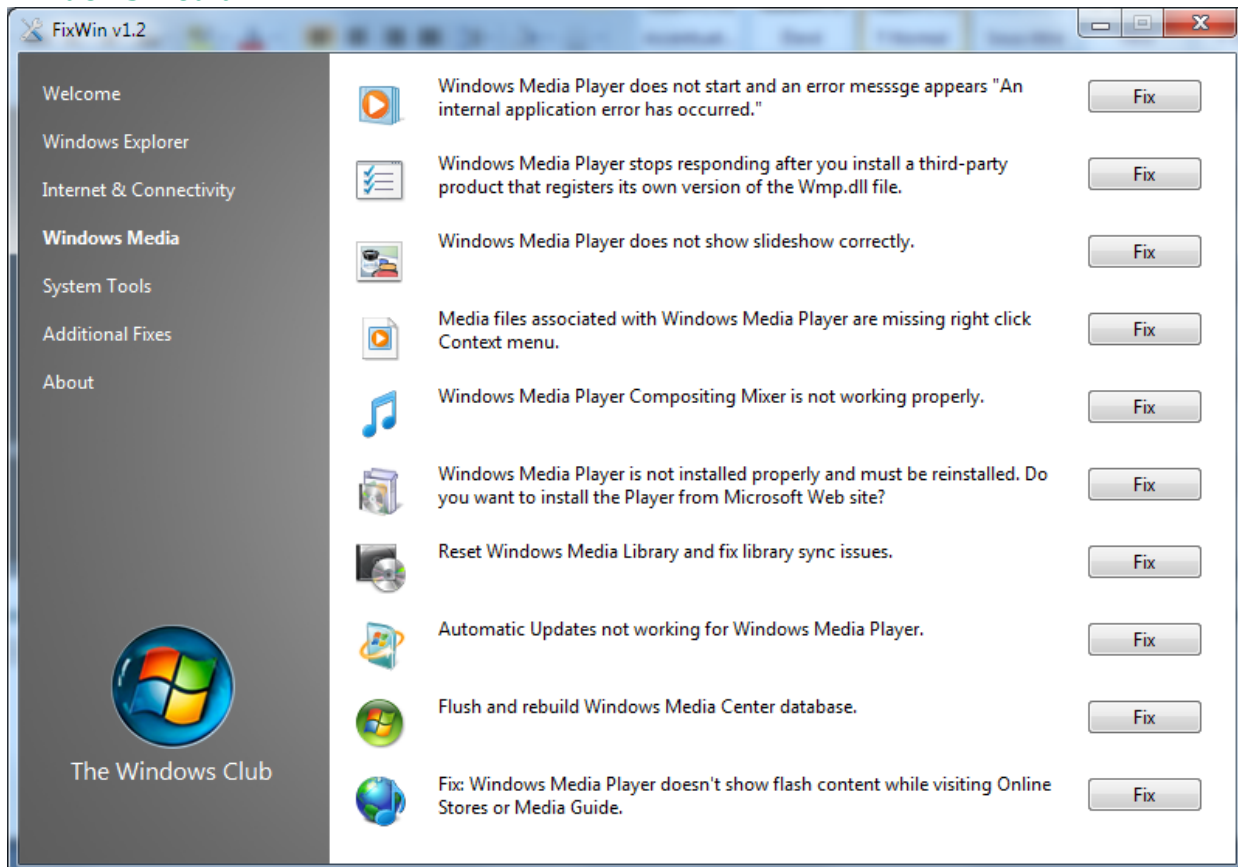 FixWin v1.2
Welcome
Windows Explorer
Internet & Connectivity
Windows Media
System Tools
Additional Fixes
About
The Windows Club
Windows Media Player does not start and an error messsge appears "An
internal application error has occurred."
Fix
Windows Media Player stops responding after you install a third-party
product that registers its own version of the Wmp.dll file.
Fix
Windows Media Player does not show slideshow correctly.
Fix
Media files associated with Windows Media Player are missing right click
Context menu.
Fix
Windows Media Player Compositing Mixer is not working properly.
Fix
Windows Media Player is not installed properly and must be reinstalled. Do
you want to install the Player from Microsoft Web site?
Fix
Reset Windows Media Library and fix library sync issues.
Fix
Automatic Updates not working for Windows Media Player.
Fix
Flush and rebuild Windows Media Center database.
Fix
Fix: Windows Media Player doesn't show flash content while visiting Online
Stores or Media Guide.
Fix